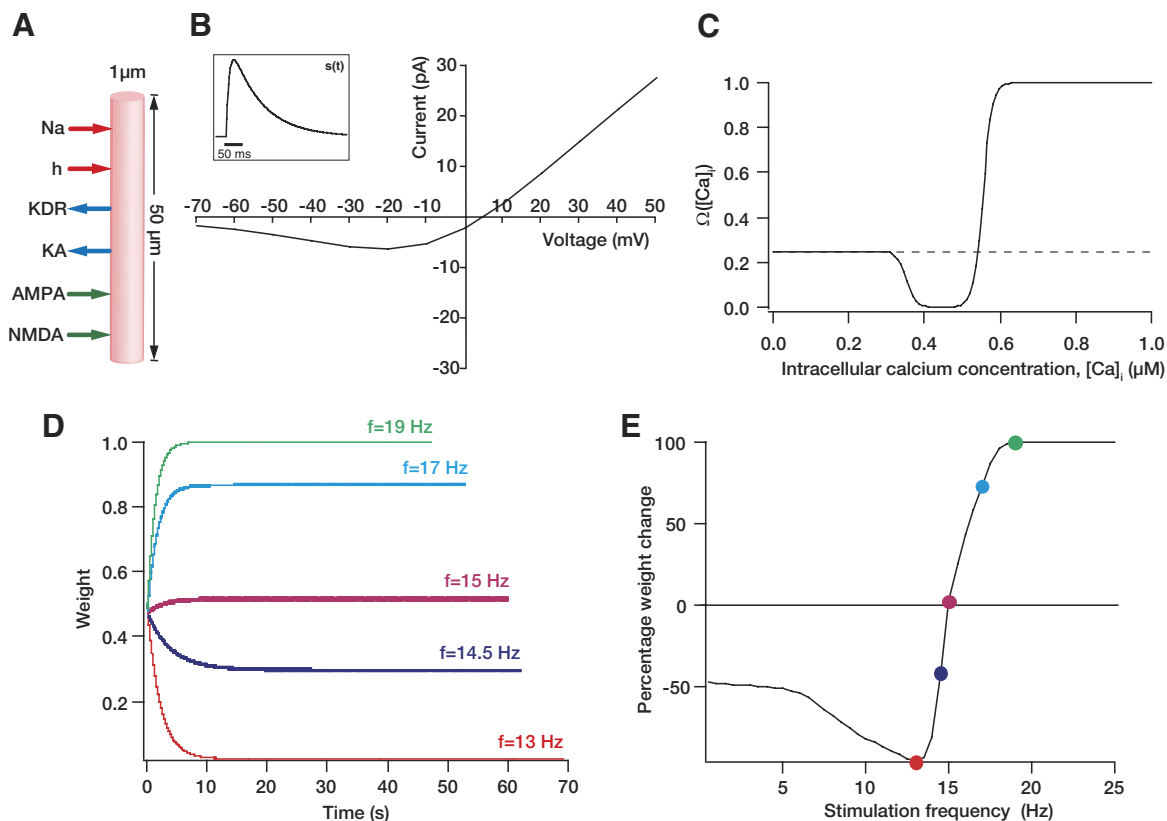 A
1µm
Na
h
KDR
KA
AMPA
NMDA
50 µm
B
s(t)
50 ms
Current (pA)
30
20
10
-10
-20
-30
-70 -60 -50 -40 -30 -20 -10 0 10 20 30 40 50
Voltage (mV)
C
Ω([Ca]i)
1.0
0.8
0.6
0.4
0.2
0.0
0.0 0.2 0.4 0.6 0.8 1.0
Intracellular calcium concentration, [Ca]i (µM)
D
Weight
1.0
0.8
0.6
0.4
0.2
f=19 Hz
f=17 Hz
f=15 Hz
f=14.5 Hz
f=13 Hz
0 10 20 30 40 50 60 70
Time (s)
E
Percentage weight change
100
50
0
-50
5 10 15 20 25
Stimulation frequency (Hz)